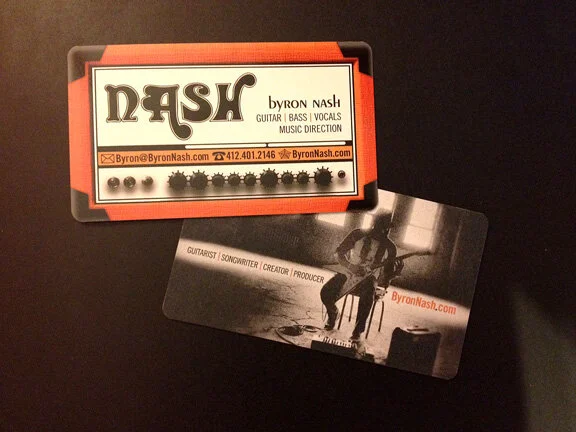 NASH
byron nash
GUITAR | BASS | VOCALS
MUSIC DIRECTION
Byron@ByronNash.com 412.401.2146 ByronNash.com
GUITARIST | SONGWRITER | CREATOR | PRODUCER
ByronNash.com